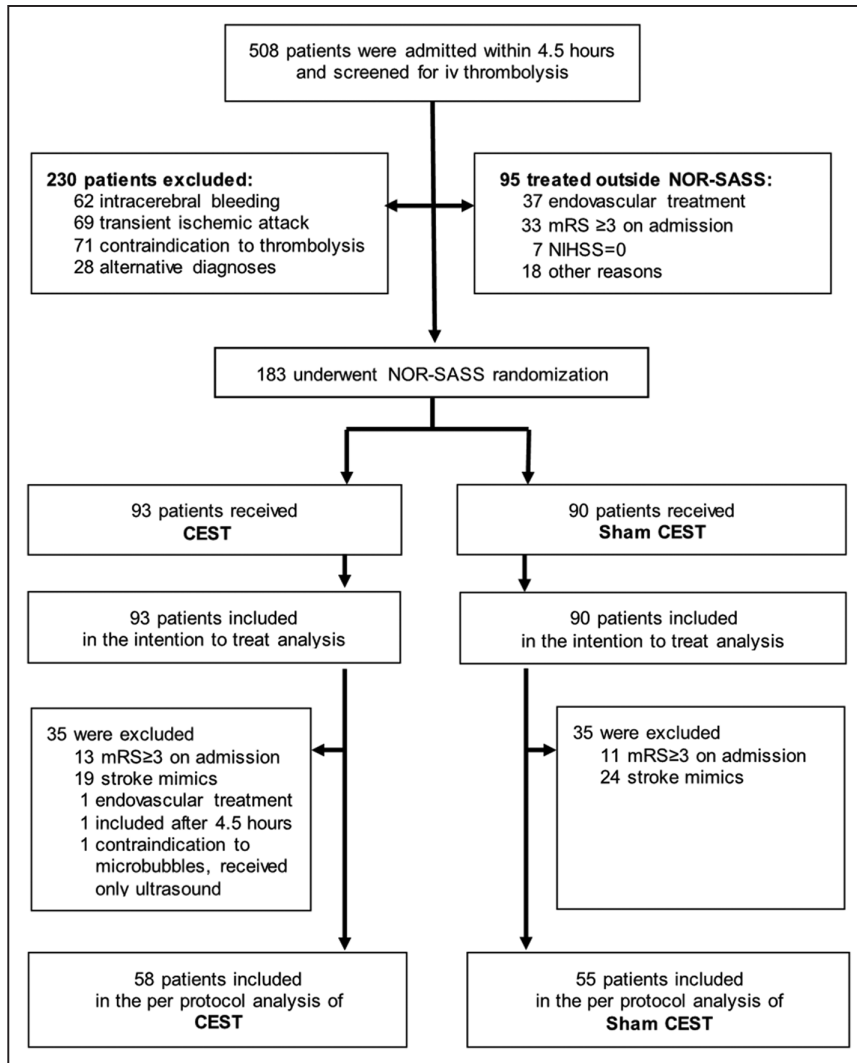 508 patients were admitted within 4.5 hours
and screened for iv thrombolysis
230 patients excluded:
62 intracerebral bleeding
69 transient ischemic attack
71 contraindication to thrombolysis
28 alternative diagnoses
95 treated outside NOR-SASS:
37 endovascular treatment
33 mRS ≥3 on admission
7 NIHSS=0
18 other reasons
183 underwent NOR-SASS randomization
93 patients received
CEST
90 patients received
Sham CEST
93 patients included
in the intention to treat analysis
90 patients included
in the intention to treat analysis
35 were excluded
13 mRS≥3 on admission
19 stroke mimics
1 endovascular treatment
1 included after 4.5 hours
1 contraindication to
microbubbles, received
only ultrasound
35 were excluded
11 mRS≥3 on admission
24 stroke mimics
58 patients included
in the per protocol analysis of
CEST
55 patients included
in the per protocol analysis of
Sham CEST